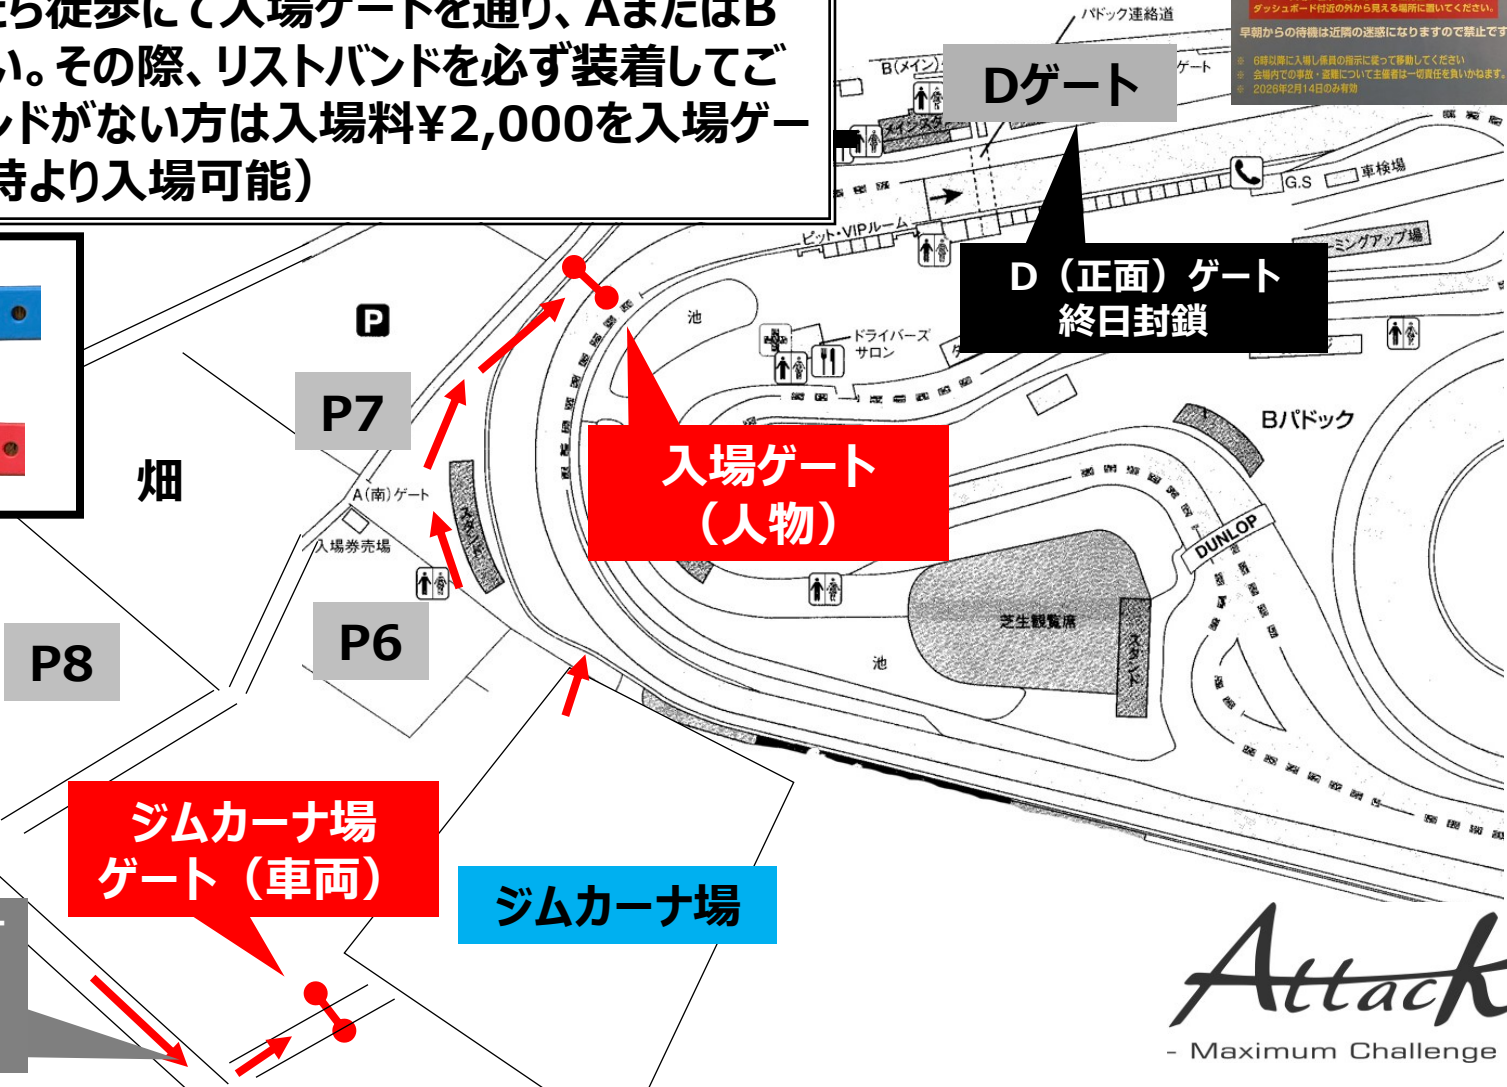 ら徒歩にて入場ゲートを通り、AまたはB
い。その際、リストバンドを必ず装着してご
ンドがない方は入場料¥2,000を入場ゲー
時より入場可能）
ダッシュボード付近の外から見える場所に置いてください。
早朝からの待機は近隣の迷惑になりますので禁止です
※ 6時以降に入場し係員の指示に従って移動してください
※ 会場内での事故・盗難について主催者は一切責任を負いかねます。
※ 2026年2月14日のみ有効
パドック連絡道
B(メイン)
ゲート
Dゲート
メインスタ
G.S
車検場
ピット・VIPルーム
ーミングアップ場
D（正面）ゲート
終日封鎖
P
池
ドライバーズ
サロン
P7
Bパドック
入場ゲート
（人物）
畑
A(南)ゲート
スタンド
入場券売場
DUNLOP
芝生観覧席
スタンド
P6
P8
池
ジムカーナ場
ゲート（車両）
ジムカーナ場
Attack
- Maximum Challenge